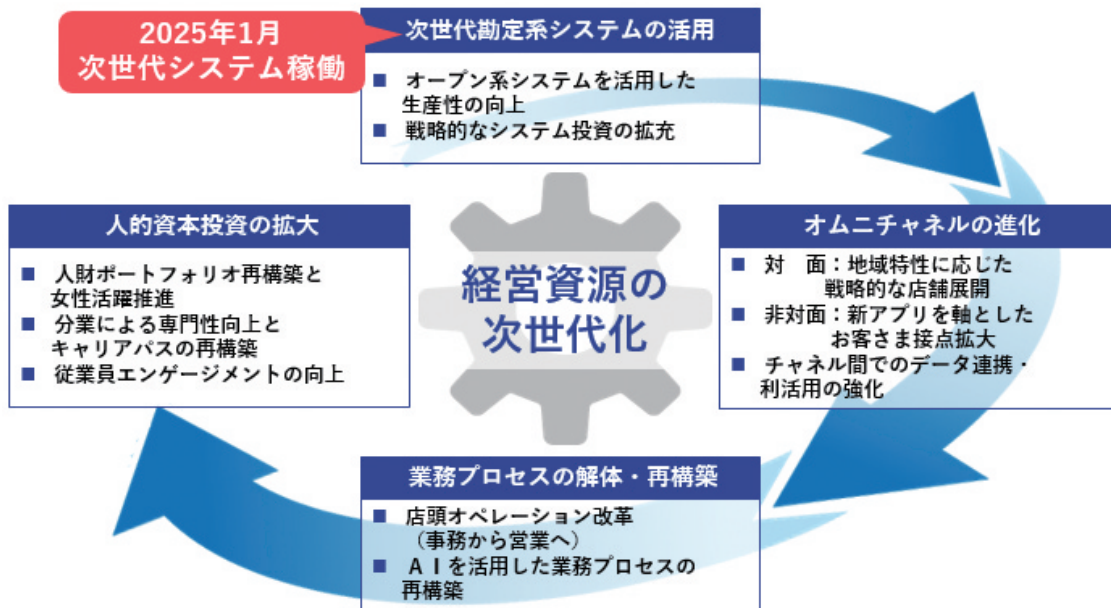 2025年1月
次世代システム稼働
次世代勘定系システムの活用
■ オープン系システムを活用した
生産性の向上
■ 戦略的なシステム投資の拡充
オムニチャネルの進化
■ 対　面：地域特性に応じた
戦略的な店舗展開
■ 非対面：新アプリを軸とした
お客さま接点拡大
■ チャネル間でのデータ連携・
利活用の強化
経営資源の
次世代化
人的資本投資の拡大
■ 人財ポートフォリオ再構築と
女性活躍推進
■ 分業による専門性向上と
キャリアパスの再構築
■ 従業員エンゲージメントの向上
業務プロセスの解体・再構築
■ 店頭オペレーション改革
（事務から営業へ）
■ ＡＩを活用した業務プロセスの
再構築